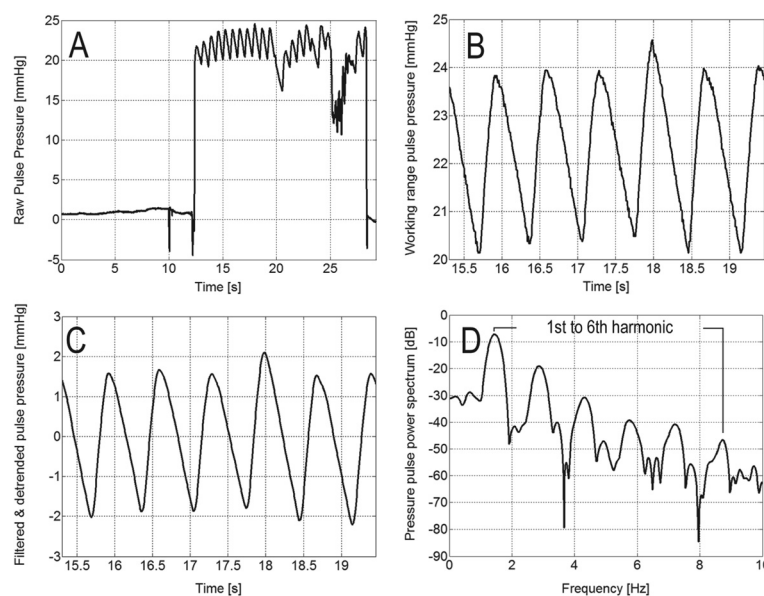 A
Raw Pulse Pressure [mmHg]
25
20
15
10
5
0
-5
0 5 10 15 20 25
Time [s]
B
Working range pulse pressure [mmHg]
25
24
23
22
21
20
15.5 16 16.5 17 17.5 18 18.5 19
Time [s]
C
Filtered & detrended pulse pressure [mmHg]
3
2
1
0
-1
-2
-3
15.5 16 16.5 17 17.5 18 18.5 19
Time [s]
D
1st to 6th harmonic
Pressure pulse power spectrum [dB]
0
-10
-20
-30
-40
-50
-60
-70
-80
-90
0 2 4 6 8 10
Frequency [Hz]